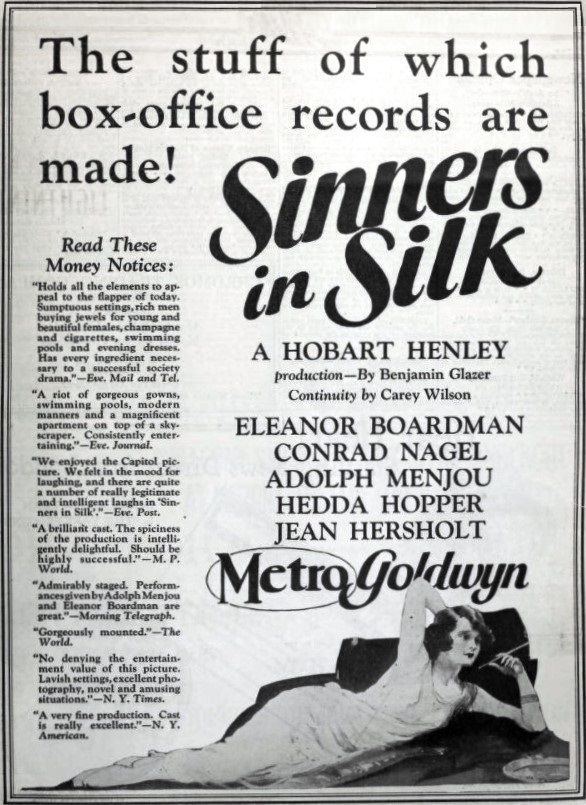 The stuff of which
box-office records are
made!
Sinners
in Silk
Read These
Money Notices:
"Holds all the elements to ap-
peal to the flapper of today.
Sumptuous settings, rich men
buying jewels for young and
beautiful females, champagne
and cigarettes, swimming
pools and evening dresses.
Has every ingredient neces-
sary to a successful society
drama."—Eve. Mail and Tel.
"A riot of gorgeous gowns,
swimming pools, modern
manners and a magnificent
apartment on top of a sky-
scraper. Consistently enter-
taining."—Eve. Journal.
"We enjoyed the Capitol pic-
ture. We felt in the mood for
laughing, and there are quite
a number of really legitimate
and intelligent laughs in 'Sin-
ners in Silk'."—Eve. Post.
"A brilliant cast. The spiciness
of the production is intelli-
gently delightful. Should be
highly successful."—M. P.
World.
"Admirably staged. Perform-
ances given by Adolph Menjou
and Eleanor Boardman are
great."—Morning Telegraph.
"Gorgeously mounted."—The
World.
"No denying the entertain-
ment value of this picture.
Lavish settings, excellent pho-
tography, novel and amusing
situations."—N. Y. Times.
"A very fine production. Cast
is really excellent."—N. Y.
American.
A HOBART HENLEY
production—By Benjamin Glazer
Continuity by Carey Wilson
ELEANOR BOARDMAN
CONRAD NAGEL
ADOLPH MENJOU
HEDDA HOPPER
JEAN HERSHOLT
Metro Goldwyn